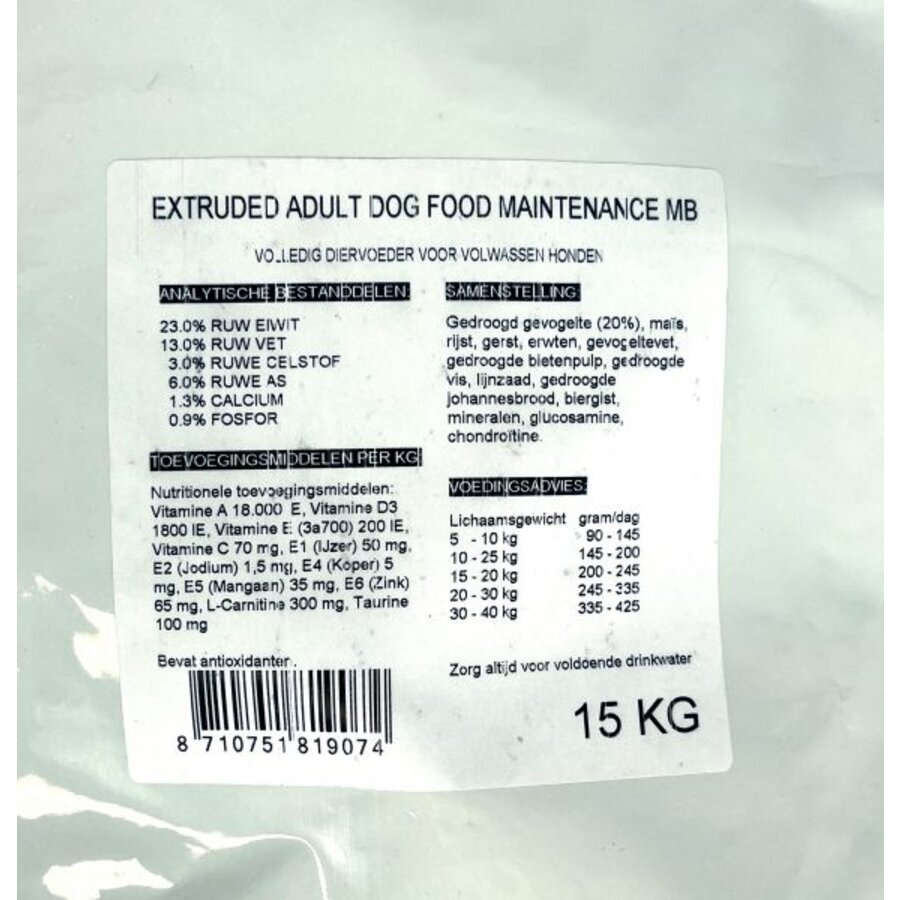 EXTRUDED ADULT DOG FOOD MAINTENANCE MB
VOLLEDIG DIERVOEDER VOOR VOLWASSEN HONDEN
ANALYTISCHE BESTANDDELEN:
23.0% RUW EIWIT
13.0% RUW VET
3.0% RUWE CELSTOF
6.0% RUWE AS
1.3% CALCIUM
0.9% FOSFOR
TOEVOEGINGSMIDDELEN PER KG
Nutritionele toevoegingsmiddelen:
Vitamine A 18.000 IE, Vitamine D3
1800 IE, Vitamine E (3a700) 200 IE,
Vitamine C 70 mg, E1 (IJzer) 50 mg,
E2 (Jodium) 1,5 mg, E4 (Koper) 5
mg, E5 (Mangaan) 35 mg, E6 (Zink)
65 mg, L-Carnitine 300 mg, Taurine
100 mg
Bevat antioxidanten.
8 710751 819074
SAMENSTELLING:
Gedroogd gevogelte (20%), maïs,
rijst, gerst, erwten, gevogeltevet,
gedroogde bietenpulp, gedroogde
vis, lijnzaad, gedroogde
johannesbrood, biergist,
mineralen, glucosamine,
chondroïtine.
VOEDINGSADVIES:
Lichaamsgewicht gram/dag
5 - 10 kg 90 - 145
10 - 25 kg 145 - 200
15 - 20 kg 200 - 245
20 - 30 kg 245 - 335
30 - 40 kg 335 - 425
Zorg altijd voor voldoende drinkwater
15 KG